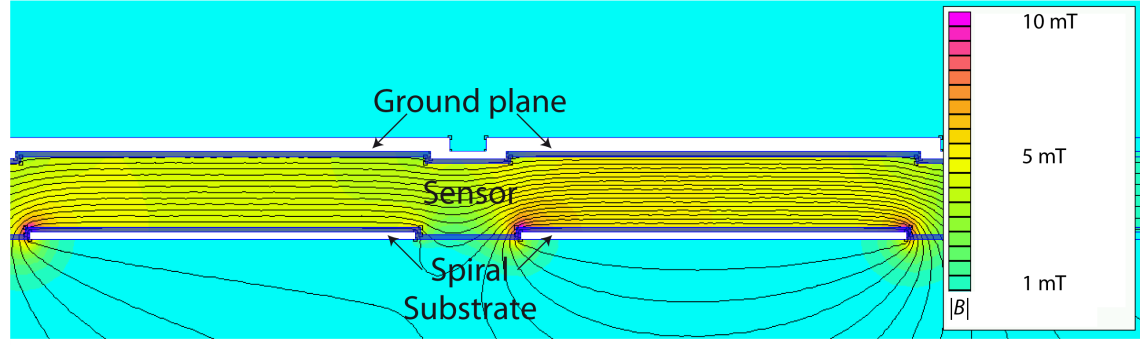 Ground plane
Sensor
Spiral
Substrate
10 mT
5 mT
1 mT
|B|